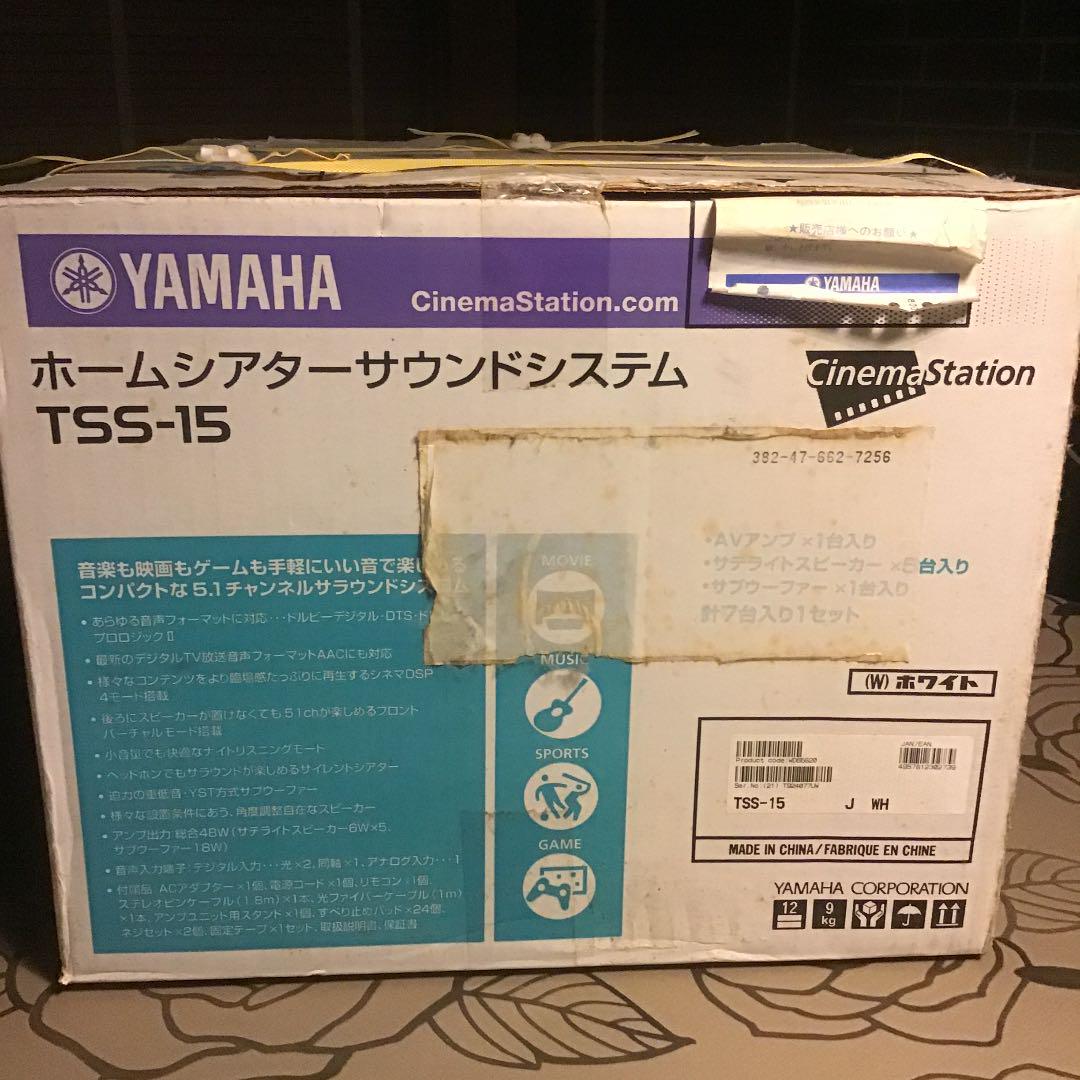 ★販売店様へのお願い★
YAMAHA
YAMAHA
CinemaStation.com
ホームシアターサウンドシステム
TSS-15
CinemaStation
382-47-662-7256
・AVアンプ ×1台入り
・サテライトスピーカー ×5台入り
・サブウーファー ×1台入り
計7台入り1セット
音楽も映画もゲームも手軽にいい音で楽し
コンパクトな5.1チャンネルサラウンドシス
・あらゆる音声フォーマットに対応・・・ドルビーデジタル・DTS・ド
プロロジックⅡ
・最新のデジタルTV放送音声フォーマットAACにも対応
・様々なコンテンツをより臨場感たっぷりに再生するシネマDSP
4モード搭載
・後ろにスピーカーが置けなくても5.1chが楽しめるフロント
バーチャルモード搭載
・小音量でも快適なナイトリスニングモード
・ヘッドホンでもサラウンドが楽しめるサイレントシアター
・迫力の重低音・YST方式サブウーファー
・様々な設置条件にあう、角度調整自在なスピーカー
・アンプ出力 総合48W(サテライトスピーカー6W×5、
サブウーファー18W)
・音声入力端子:デジタル入力・・・光×2、同軸×1、アナログ入力・・・1
・付属品 ACアダプター×1個、電源コード×1個、リモコン×1個、
ステレオピンケーブル(1.8m)×1本、光ファイバーケーブル(1m)
×1本、アンプユニット用スタンド×1個、すべり止めパッド×24個、
ネジセット×2個、固定テープ×1セット、取扱説明書、保証書
MOVIE
MUSIC
SPORTS
GAME
(W) ホワイト
JAN/EAN
Product code:WD65620
4957812302739
TSS-15 J WH
MADE IN CHINA/FABRIQUE EN CHINE
YAMAHA CORPORATION
12
9
kg